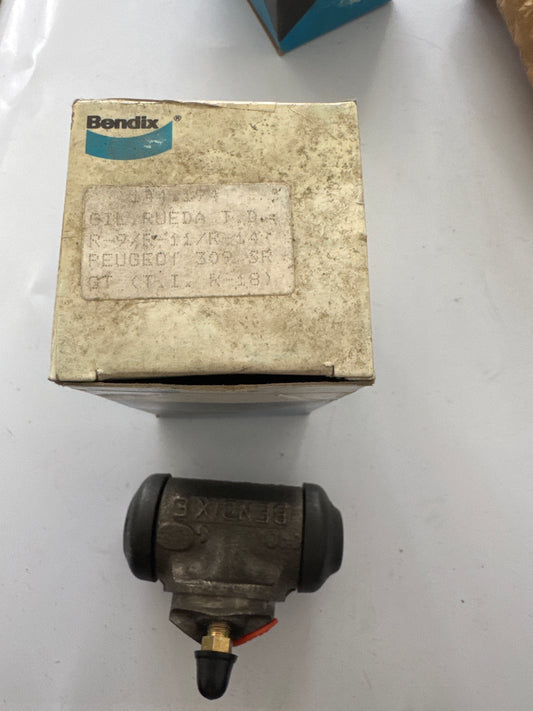 Bendix ®
CIL.RUEDA T.D.
R-9/R-11/R-14
PEUGEOT 309 SR
GT (T.I. R-18)
BENDIX E